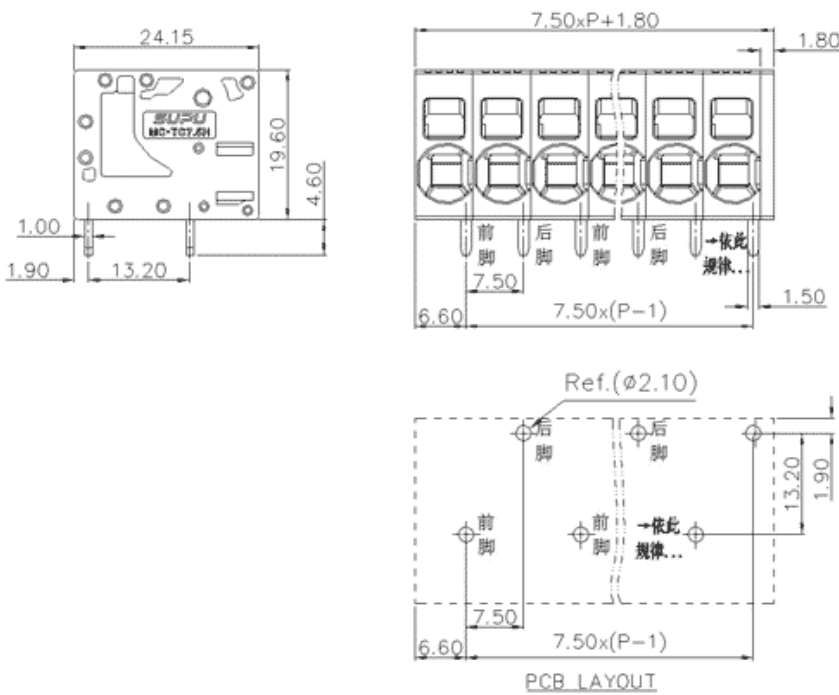 24.15
SUPU
MC-TC7.5H
19.60
4.60
1.00
1.90
13.20
7.50xP+1.80
1.80
前脚
后脚
前脚
后脚
→依此
规律...
7.50
6.60
7.50x(P-1)
1.50
Ref.(ø2.10)
后脚
后脚
前脚
前脚
→依此
规律...
13.20
1.90
7.50
6.60
7.50x(P-1)
PCB LAYOUT